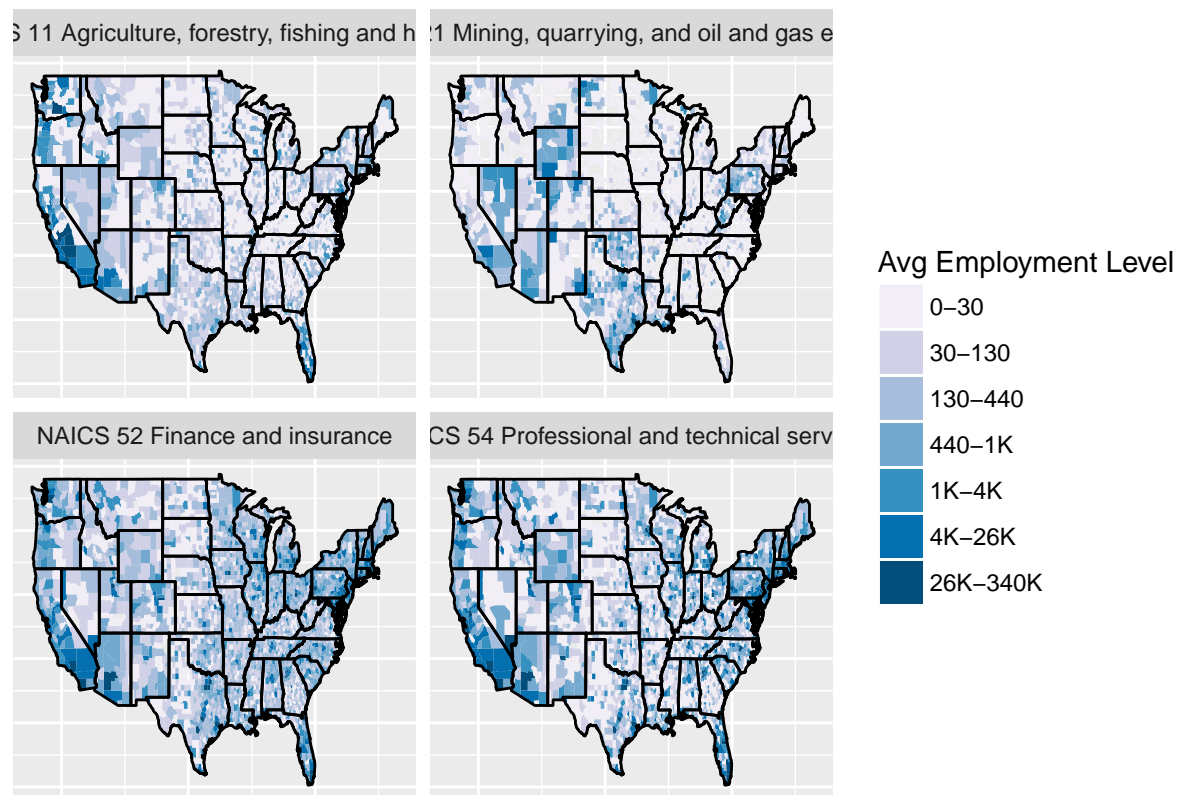 S 11 Agriculture, forestry, fishing and h
21 Mining, quarrying, and oil and gas e
NAICS 52 Finance and insurance
CS 54 Professional and technical serv
Avg Employment Level
0−30
30−130
130−440
440−1K
1K−4K
4K−26K
26K−340K